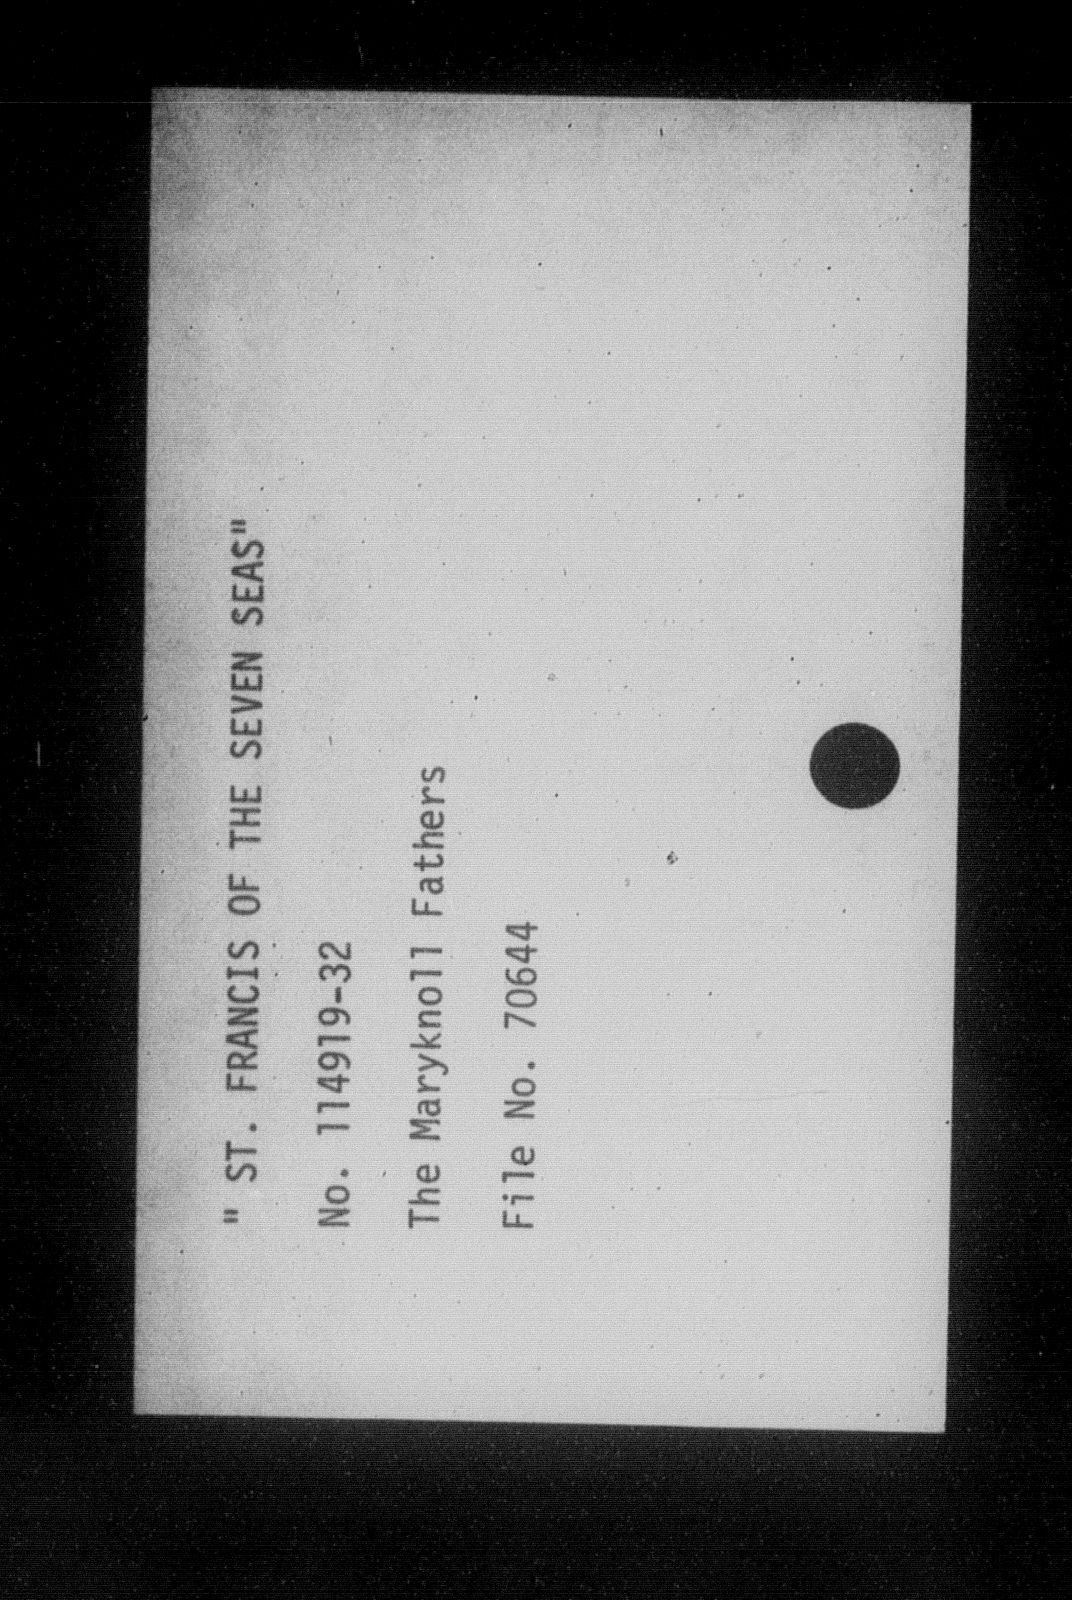 " ST. FRANCIS OF THE SEVEN SEAS"
No. 114919-32
The Maryknoll Fathers
File No. 70644